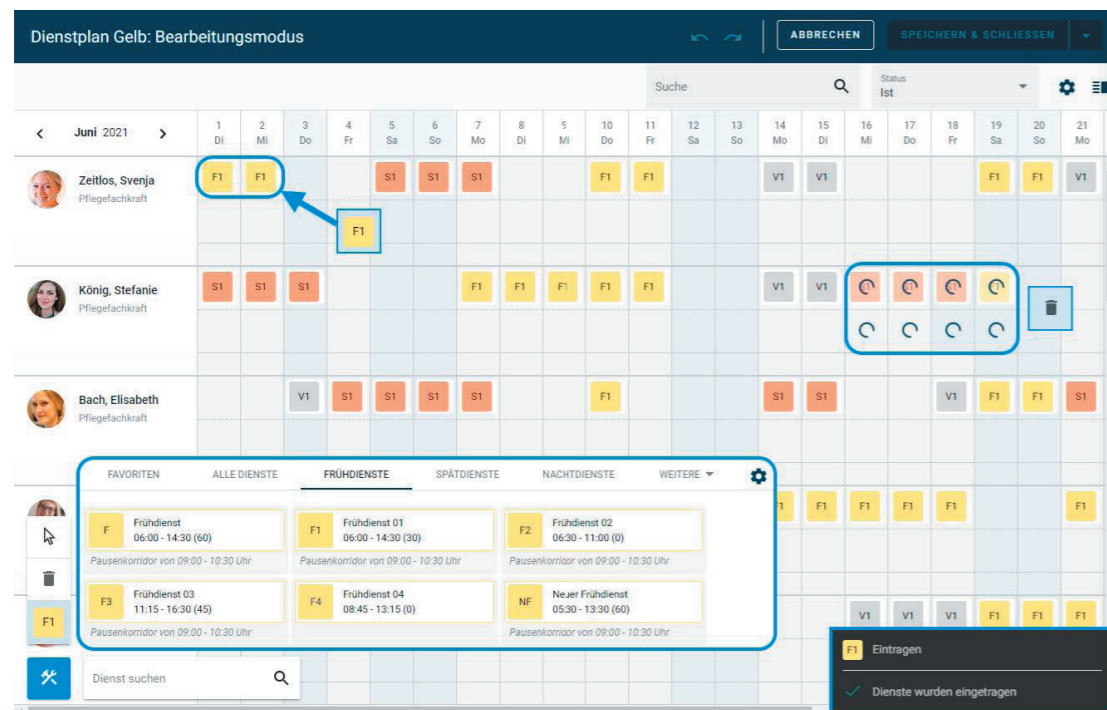 Dienstplan Gelb: Bearbeitungsmodus
ABBRECHEN
SPEICHERN & SCHLIESSEN
Suche
Status
Ist
Juni 2021
1 2 3 4 5 6 7 8 9 10 11 12 13 14 15 16 17 18 19 20 21
Di Mi Do Fr Sa So Mo Di Mi Do Fr Sa So Mo Di Mi Do Fr Sa So Mo
Zeitlos, Svenja
Pflegefachkraft
F1 F1 S1 S1 S1 F1 F1 V1 V1 F1 F1 V1
F1
König, Stefanie
Pflegefachkraft
S1 S1 S1 F1 F1 F1 F1 F1 V1 V1
Bach, Elisabeth
Pflegefachkraft
V1 S1 S1 S1 S1 F1 S1 S1 V1 F1 F1 S1
FAVORITEN
ALLE DIENSTE
FRÜHDIENSTE
SPÄTDIENSTE
NACHTDIENSTE
WEITERE
F1 F1 F1 F1 F1 F1
F
Frühdienst
06:00 - 14:30 (60)
Pausenkorridor von 09:00 - 10:30 Uhr
F1
Frühdienst 01
06:00 - 14:30 (30)
Pausenkorridor von 09:00 - 10:30 Uhr
F2
Frühdienst 02
06:30 - 11:00 (0)
Pausenkorridor von 09:00 - 10:30 Uhr
F3
Frühdienst 03
11:15 - 16:30 (45)
Pausenkorridor von 09:00 - 10:30 Uhr
F4
Frühdienst 04
08:45 - 13:15 (0)
NF
Neuer Frühdienst
05:30 - 13:30 (60)
Pausenkorridor von 09:00 - 10:30 Uhr
F1
V1 V1 V1 F1 F1 F1
Dienst suchen
F1 Eintragen
Dienste wurden eingetragen